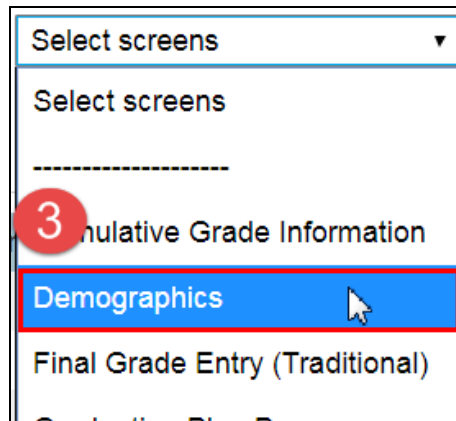 Select screens ▼
Select screens
--------------------
3 mulative Grade Information
Demographics
Final Grade Entry (Traditional)